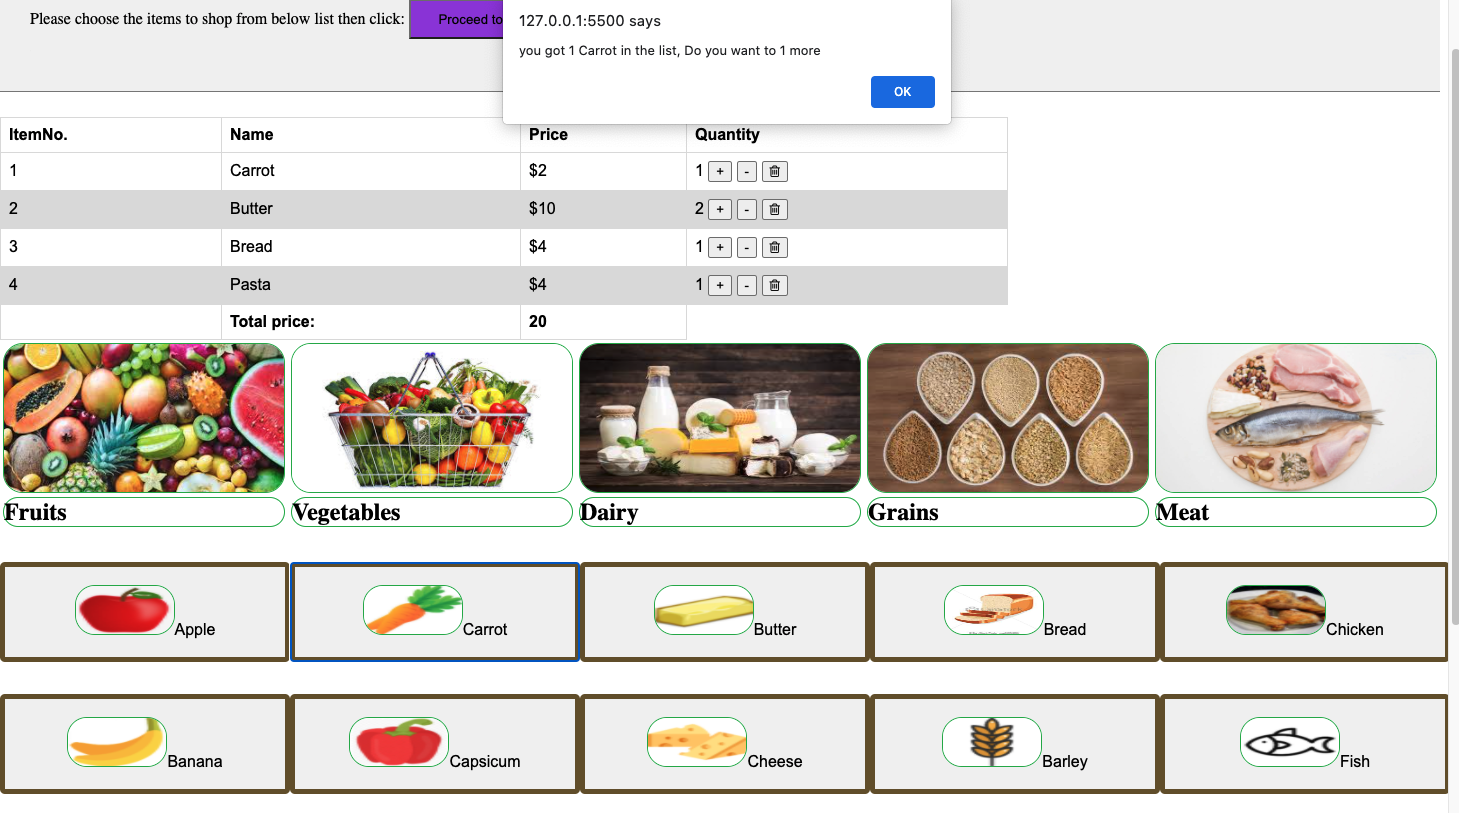 Please choose the items to shop from below list then click: Proceed to
127.0.0.1:5500 says
you got 1 Carrot in the list, Do you want to 1 more
OK
ItemNo. Name Price Quantity
1 Carrot $2 1 + -
2 Butter $10 2 + -
3 Bread $4 1 + -
4 Pasta $4 1 + -
Total price: 20
Fruits Vegetables Dairy Grains Meat
Apple Carrot Butter Bread Chicken
Banana Capsicum Cheese Barley Fish